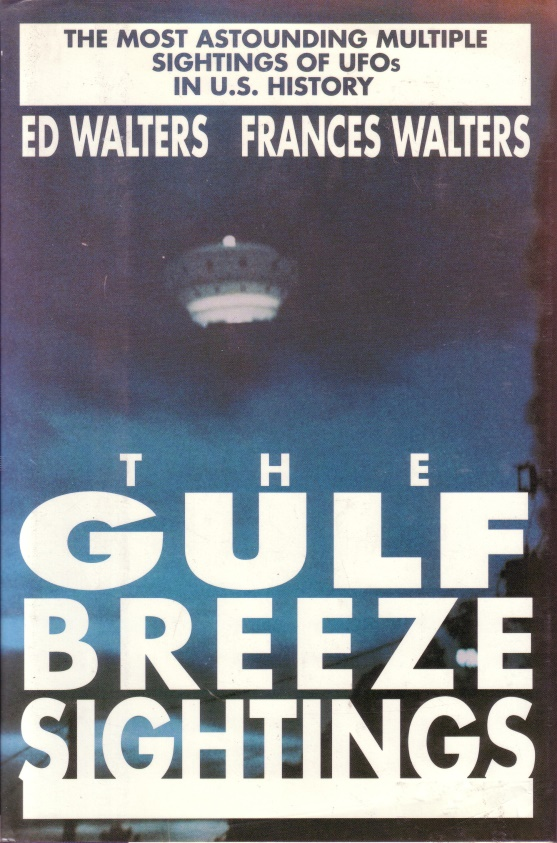 THE MOST ASTOUNDING MULTIPLE
SIGHTINGS OF UFOs
IN U.S. HISTORY
ED WALTERS FRANCES WALTERS
THE
GULF
BREEZE
SIGHTINGS